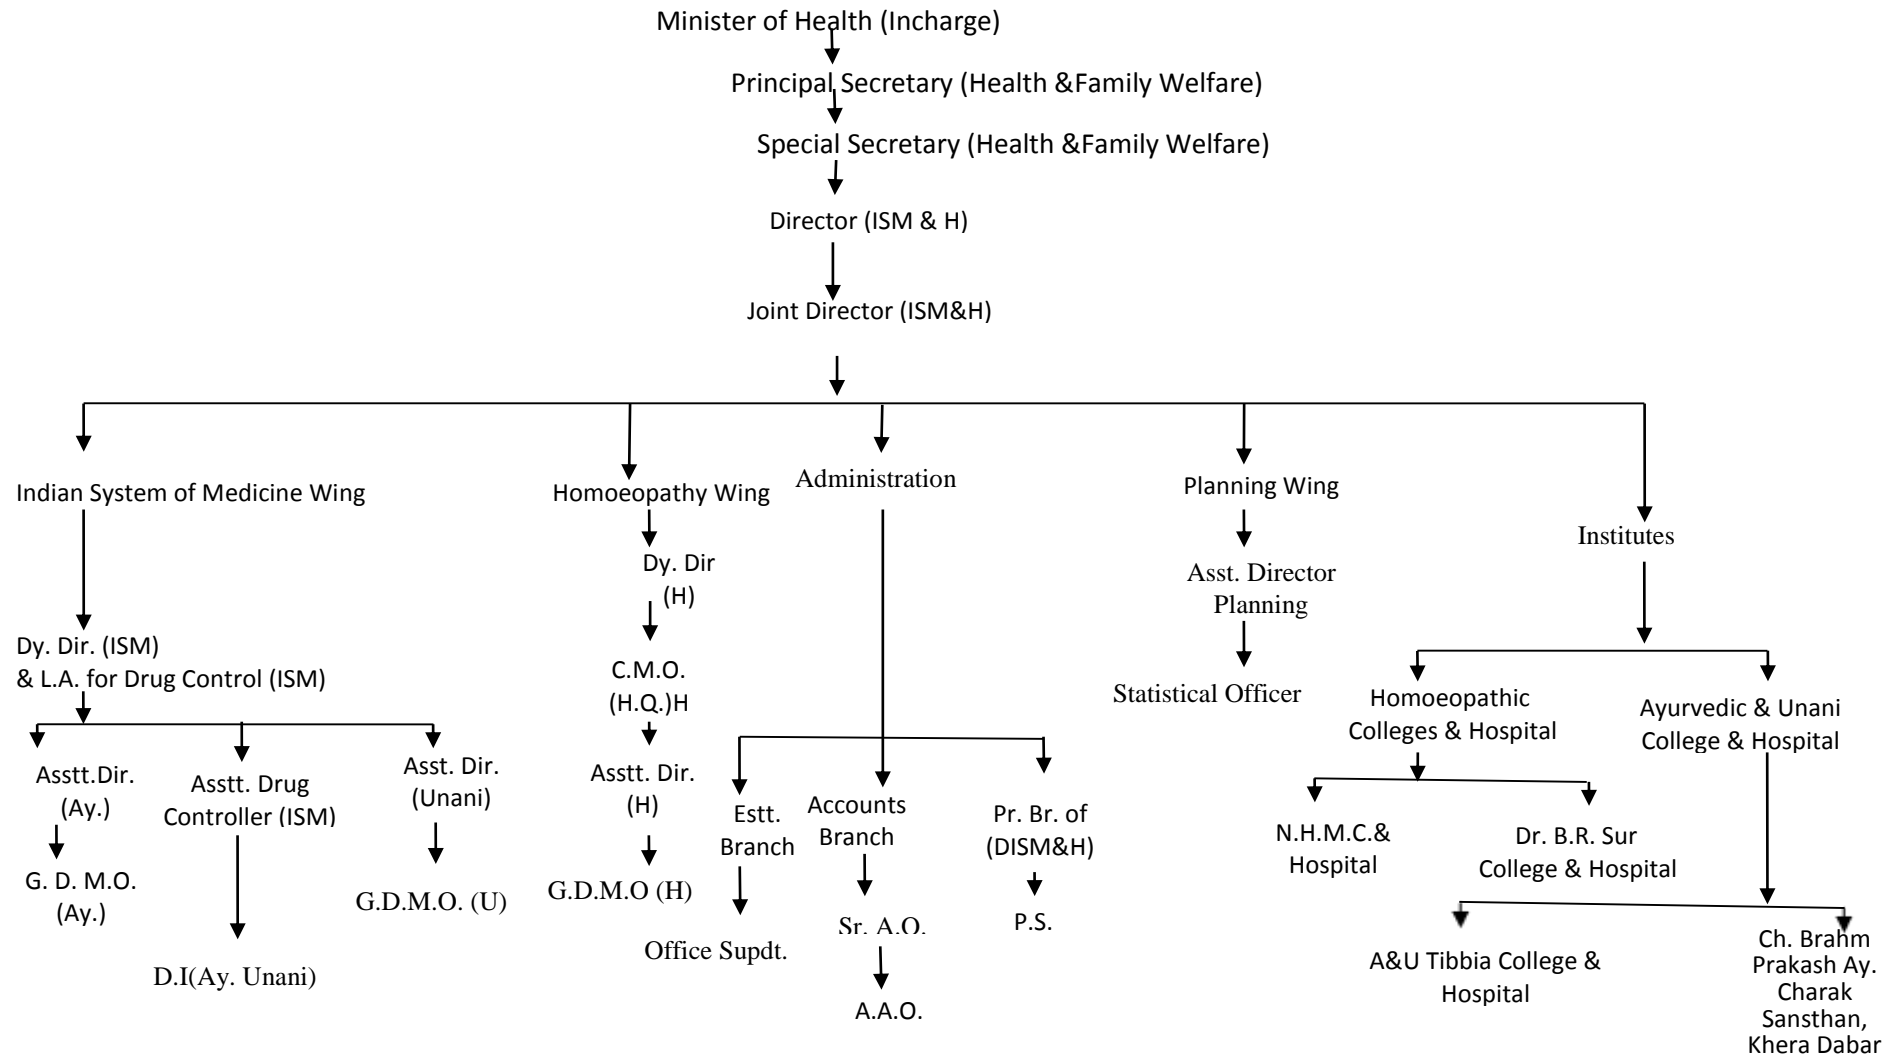 Minister of Health (Incharge)
Principal Secretary (Health &Family Welfare)
Special Secretary (Health &Family Welfare)
Director (ISM & H)
Joint Director (ISM&H)
Indian System of Medicine Wing
Dy. Dir. (ISM)
& L.A. for Drug Control (ISM)
Asstt.Dir.
(Ay.)
G. D. M.O.
(Ay.)
Asstt. Drug
Controller (ISM)
D.I(Ay. Unani)
Asst. Dir.
(Unani)
G.D.M.O. (U)
Homoeopathy Wing
Dy. Dir
(H)
C.M.O.
(H.Q.)H
Asstt. Dir.
(H)
G.D.M.O (H)
Administration
Estt.
Branch
Office Supdt.
Accounts
Branch
Sr. A.O.
A.A.O.
Pr. Br. of
(DISM&H)
P.S.
Planning Wing
Asst. Director
Planning
Statistical Officer
Institutes
Homoeopathic
Colleges & Hospital
N.H.M.C.&
Hospital
Dr. B.R. Sur
College & Hospital
Ayurvedic & Unani
College & Hospital
A&U Tibbia College &
Hospital
Ch. Brahm
Prakash Ay.
Charak
Sansthan,
Khera Dabar